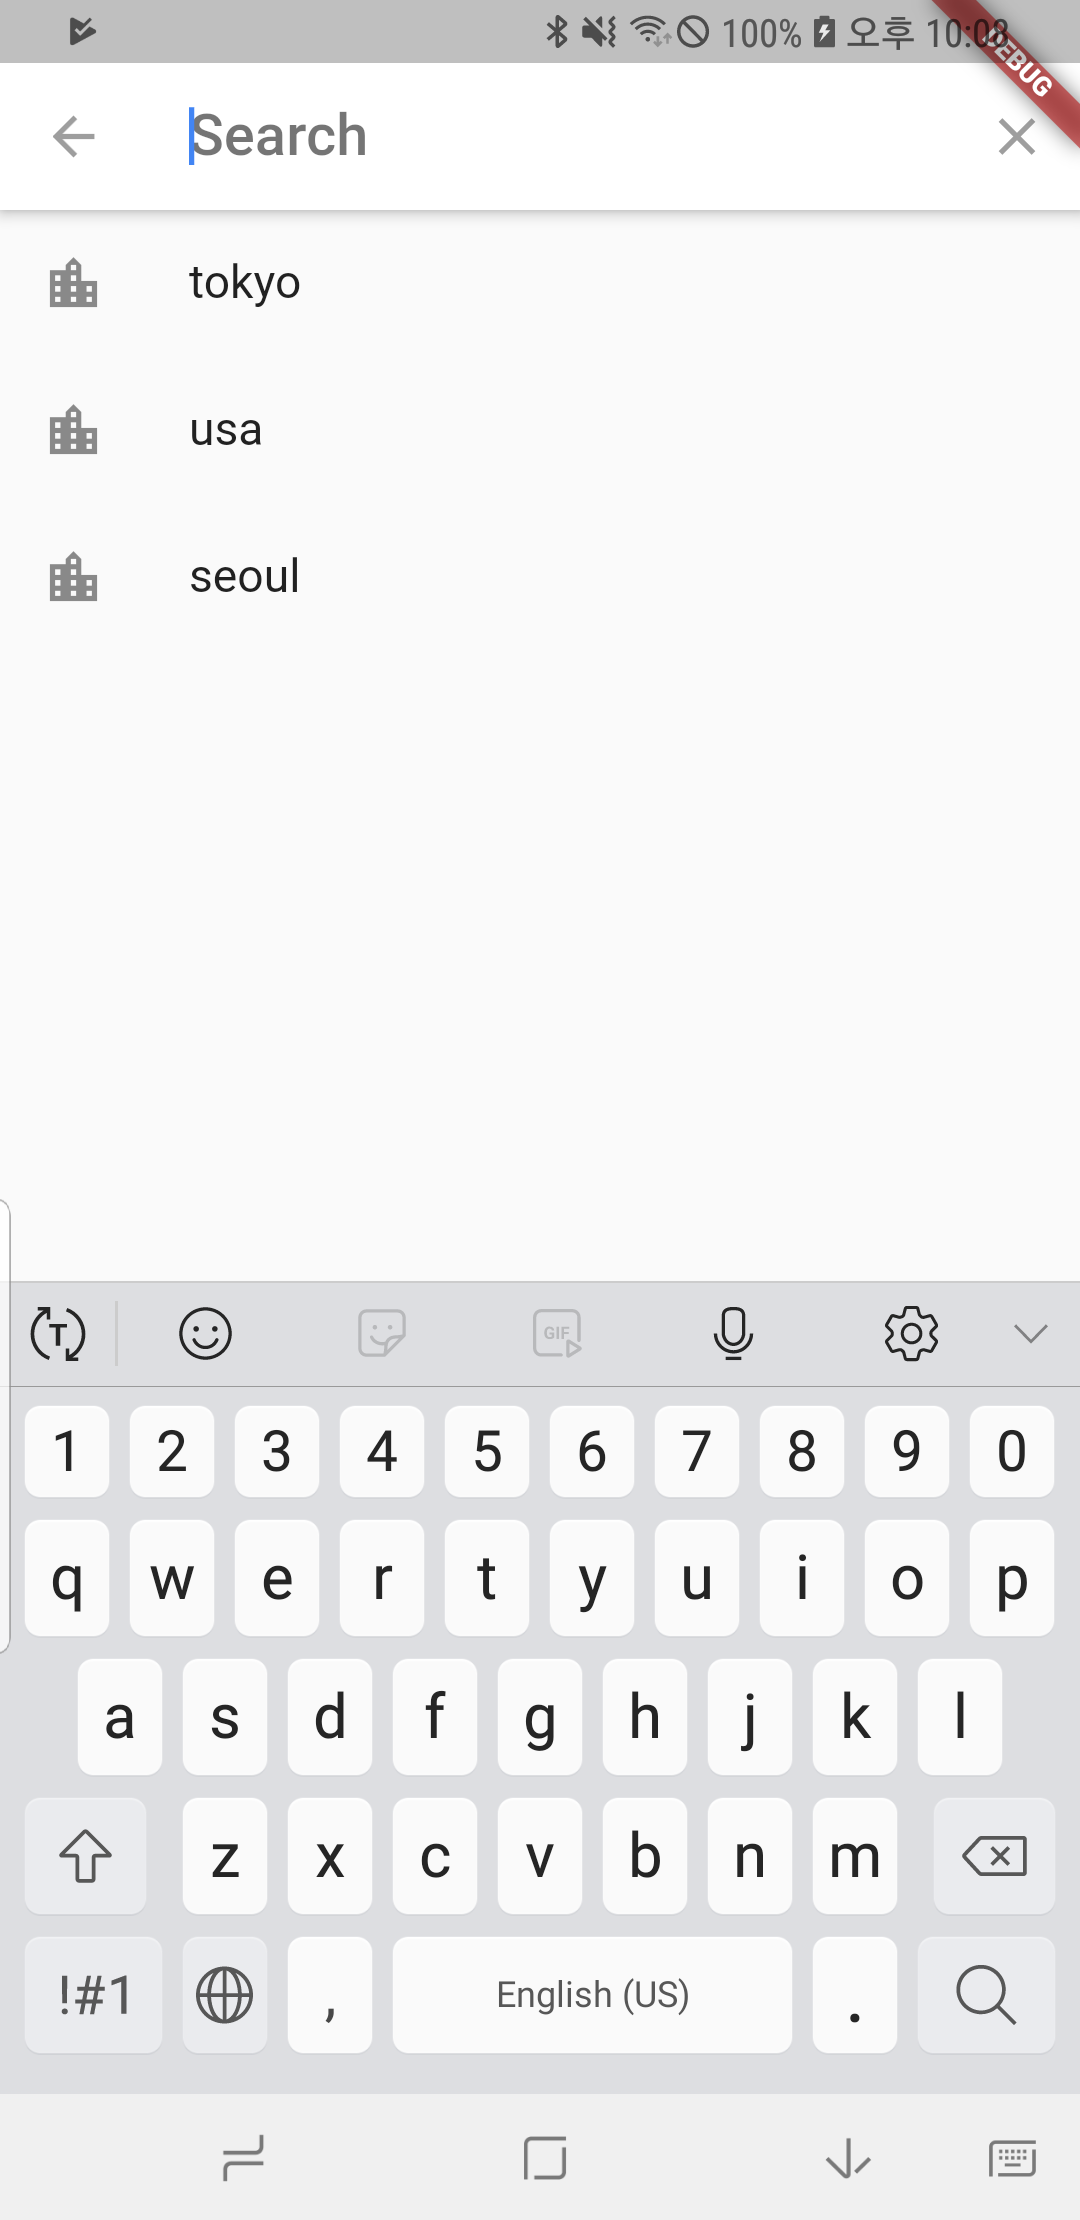 100% 오후 10:08
DEBUG
Search
tokyo
usa
seoul
T
GIF
1 2 3 4 5 6 7 8 9 0
q w e r t y u i o p
a s d f g h j k l
z x c v b n m
!#1 , English (US) .